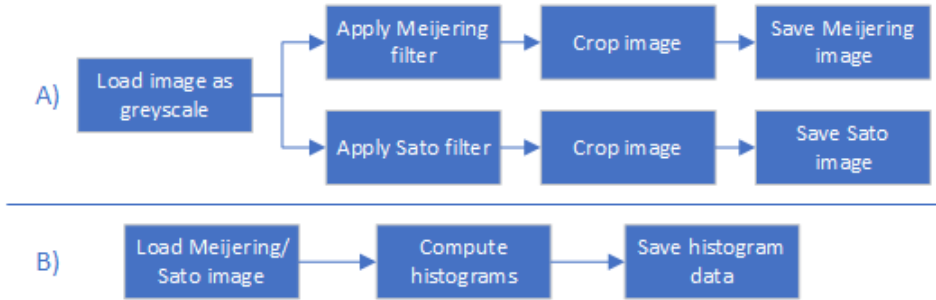 A)
Load image as
greyscale
Apply Meijering
filter
Crop image
Save Meijering
image
Apply Sato filter
Crop image
Save Sato
image
B)
Load Meijering/
Sato image
Compute
histograms
Save histogram
data